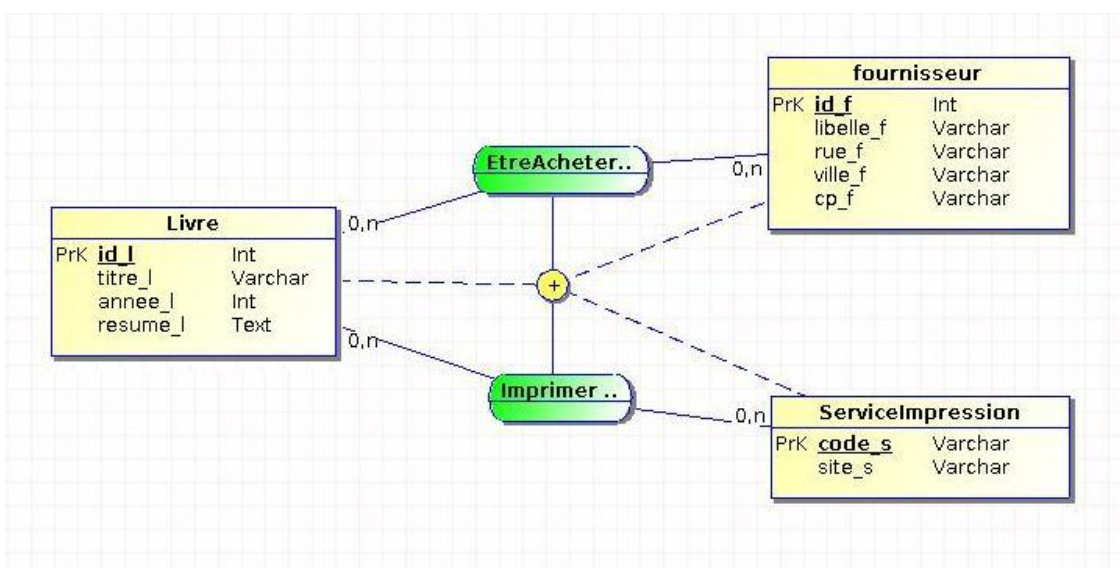 fournisseur
PrK id_f Int
libelle_f Varchar
rue_f Varchar
ville_f Varchar
cp_f Varchar
EtreAcheter..
0,n
0,n
Livre
PrK id_l Int
titre_l Varchar
annee_l Int
resume_l Text
+
0,n
Imprimer ..
0,n
ServiceImpression
PrK code_s Varchar
site_s Varchar